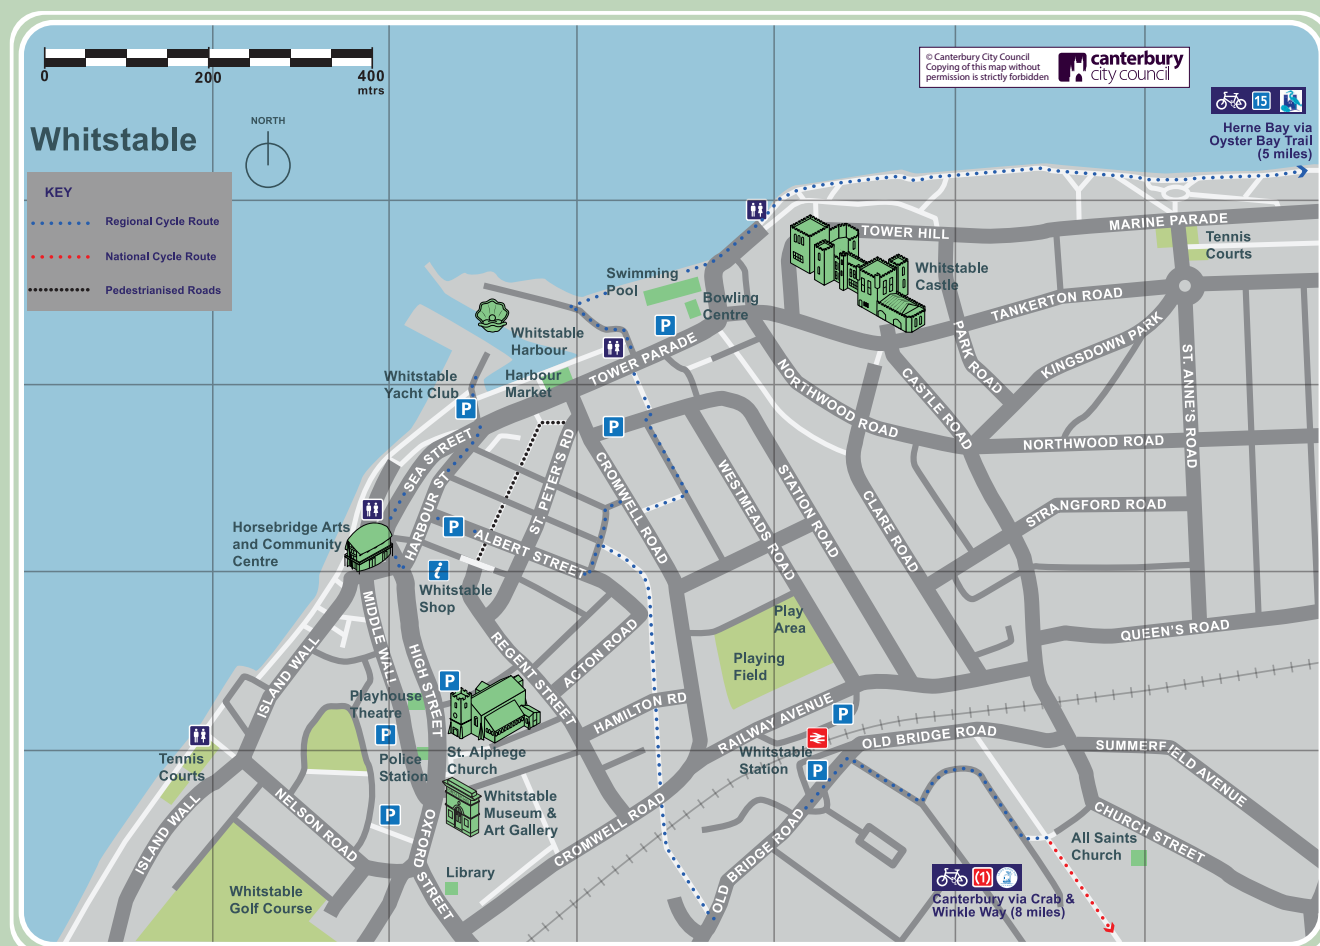 0 200 400
mtrs
© Canterbury City Council
Copying of this map without
permission is strictly forbidden
canterbury
city council
15
Herne Bay via
Oyster Bay Trail
(5 miles)
Whitstable
NORTH
KEY
Regional Cycle Route
National Cycle Route
Pedestrianised Roads
MARINE PARADE
TOWER HILL
Tennis
Courts
Whitstable
Castle
Swimming
Pool
Bowling
Centre
TANKERTON ROAD
P
Whitstable
Harbour
TOWER PARADE
PARK ROAD
KINGSDOWN PARK
ST. ANNE'S ROAD
Whitstable
Yacht Club
Harbour
Market
NORTHWOOD ROAD
CASTLE ROAD
P
P
SEA STREET
ST. PETER'S RD
NORTHWOOD ROAD
HARBOUR ST
CROMWELL ROAD
WESTMEADS ROAD
STATION ROAD
CLARE ROAD
STRANGFORD ROAD
Horsebridge Arts
and Community
Centre
P
ALBERT STREET
i
Whitstable
Shop
MIDDLE WALL
Play
Area
QUEEN'S ROAD
ISLAND WALL
HIGH STREET
REGENT STREET
ACTON ROAD
Playing
Field
P
Playhouse
Theatre
HAMILTON RD
RAILWAY AVENUE
P
P
OLD BRIDGE ROAD
Tennis
Courts
Police
Station
St. Alphege
Church
Whitstable
Station
P
SUMMERFIELD AVENUE
ISLAND WALL
NELSON ROAD
P
OXFORD STREET
Whitstable
Museum &
Art Gallery
CROMWELL ROAD
OLD BRIDGE ROAD
CHURCH STREET
All Saints
Church
Library
Whitstable
Golf Course
(1)
Canterbury via Crab &
Winkle Way (8 miles)